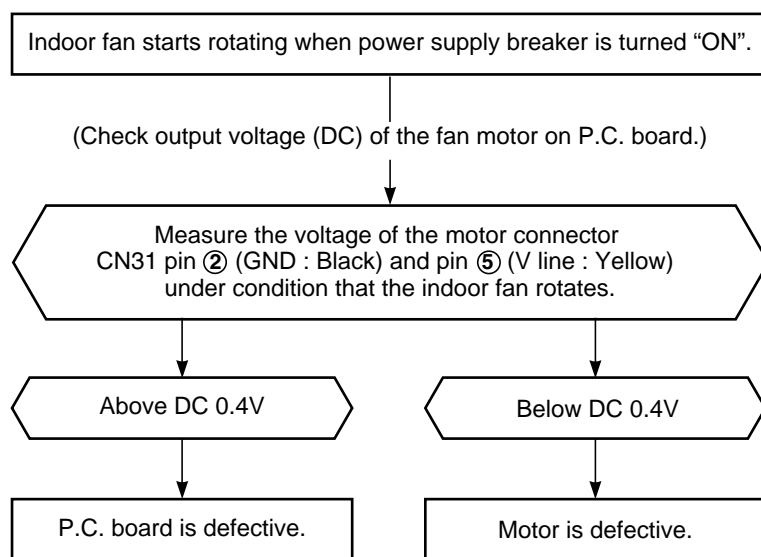 Indoor fan starts rotating when power supply breaker is turned “ON”.
(Check output voltage (DC) of the fan motor on P.C. board.)
Measure the voltage of the motor connector
CN31 pin ② (GND : Black) and pin ⑤ (V line : Yellow)
under condition that the indoor fan rotates.
Above DC 0.4V
Below DC 0.4V
P.C. board is defective.
Motor is defective.